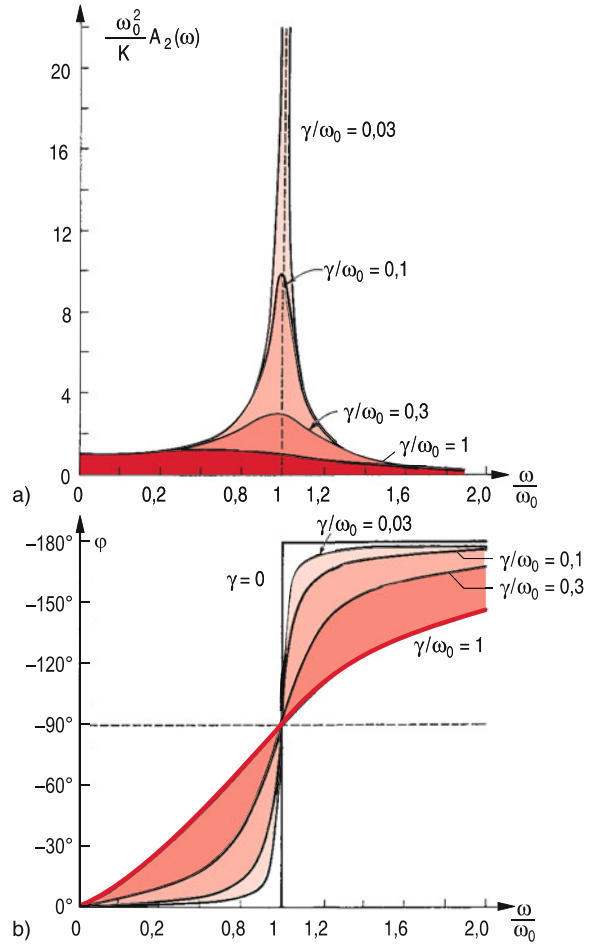 ω₀²/K A₂(ω)
20
16
12
8
4
0
γ/ω₀ = 0,03
γ/ω₀ = 0,1
γ/ω₀ = 0,3
γ/ω₀ = 1
a) 0 0,2 0,8 1 1,2 1,6 2,0 ω/ω₀
–180° φ
–150°
–120°
–90°
–60°
–30°
0°
γ/ω₀ = 0,03
γ = 0
γ/ω₀ = 0,1
γ/ω₀ = 0,3
γ/ω₀ = 1
b) 0 0,2 0,8 1 1,2 1,6 2,0 ω/ω₀